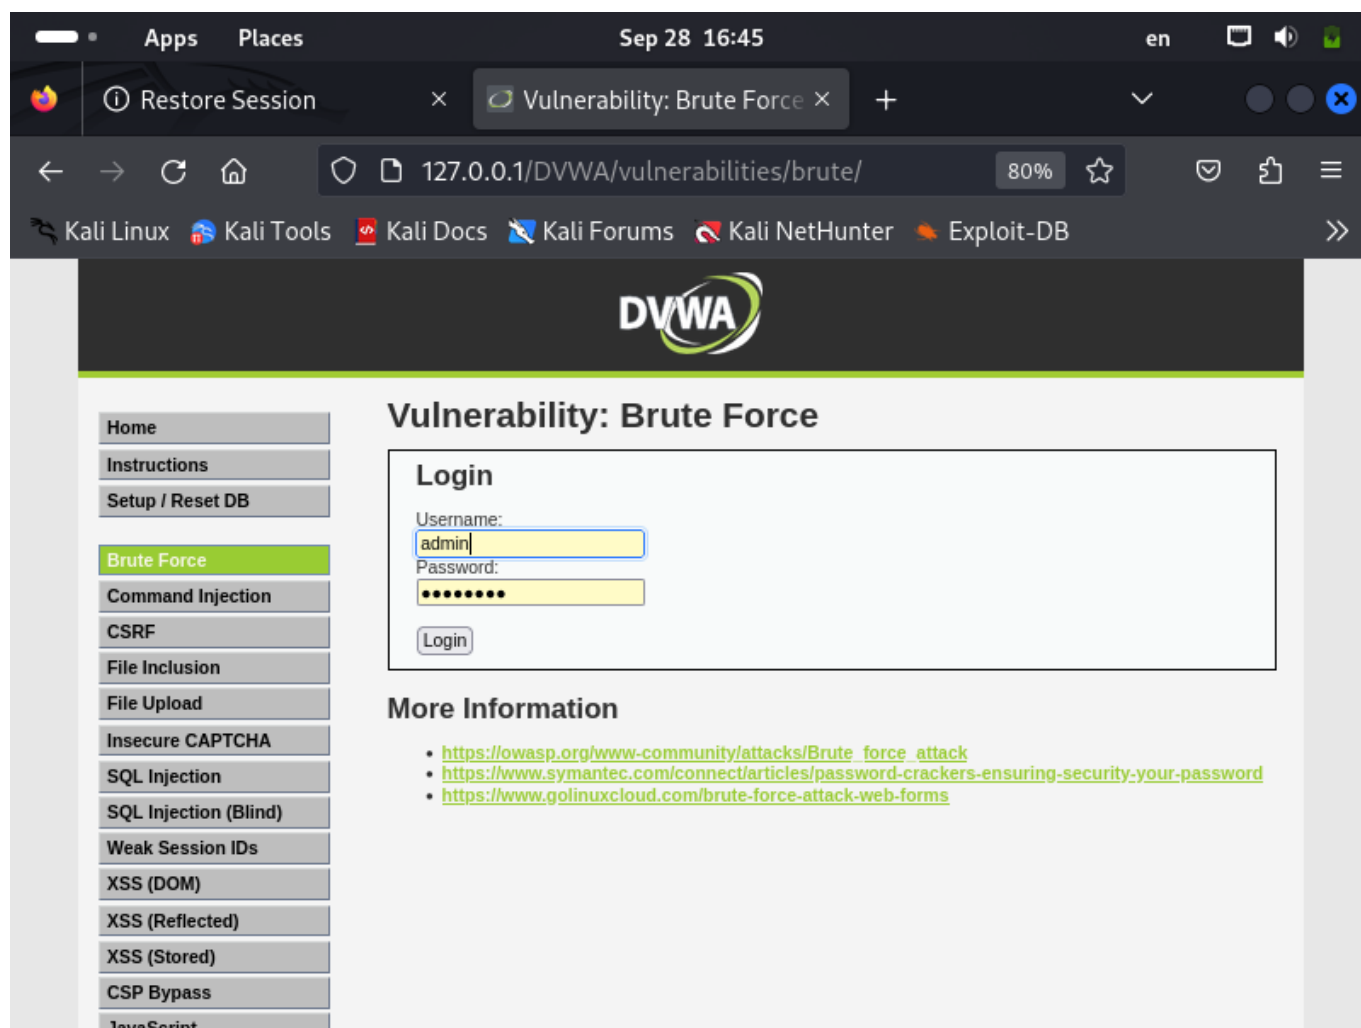 Apps Places Sep 28 16:45 en
Restore Session × Vulnerability: Brute Force × +
127.0.0.1/DVWA/vulnerabilities/brute/ 80%
Kali Linux Kali Tools Kali Docs Kali Forums Kali NetHunter Exploit-DB
DVWA
Home
Instructions
Setup / Reset DB
Brute Force
Command Injection
CSRF
File Inclusion
File Upload
Insecure CAPTCHA
SQL Injection
SQL Injection (Blind)
Weak Session IDs
XSS (DOM)
XSS (Reflected)
XSS (Stored)
CSP Bypass
JavaScript
Vulnerability: Brute Force
Login
Username:
admin
Password:
••••••••
Login
More Information
• https://owasp.org/www-community/attacks/Brute_force_attack
• https://www.symantec.com/connect/articles/password-crackers-ensuring-security-your-password
• https://www.golinuxcloud.com/brute-force-attack-web-forms